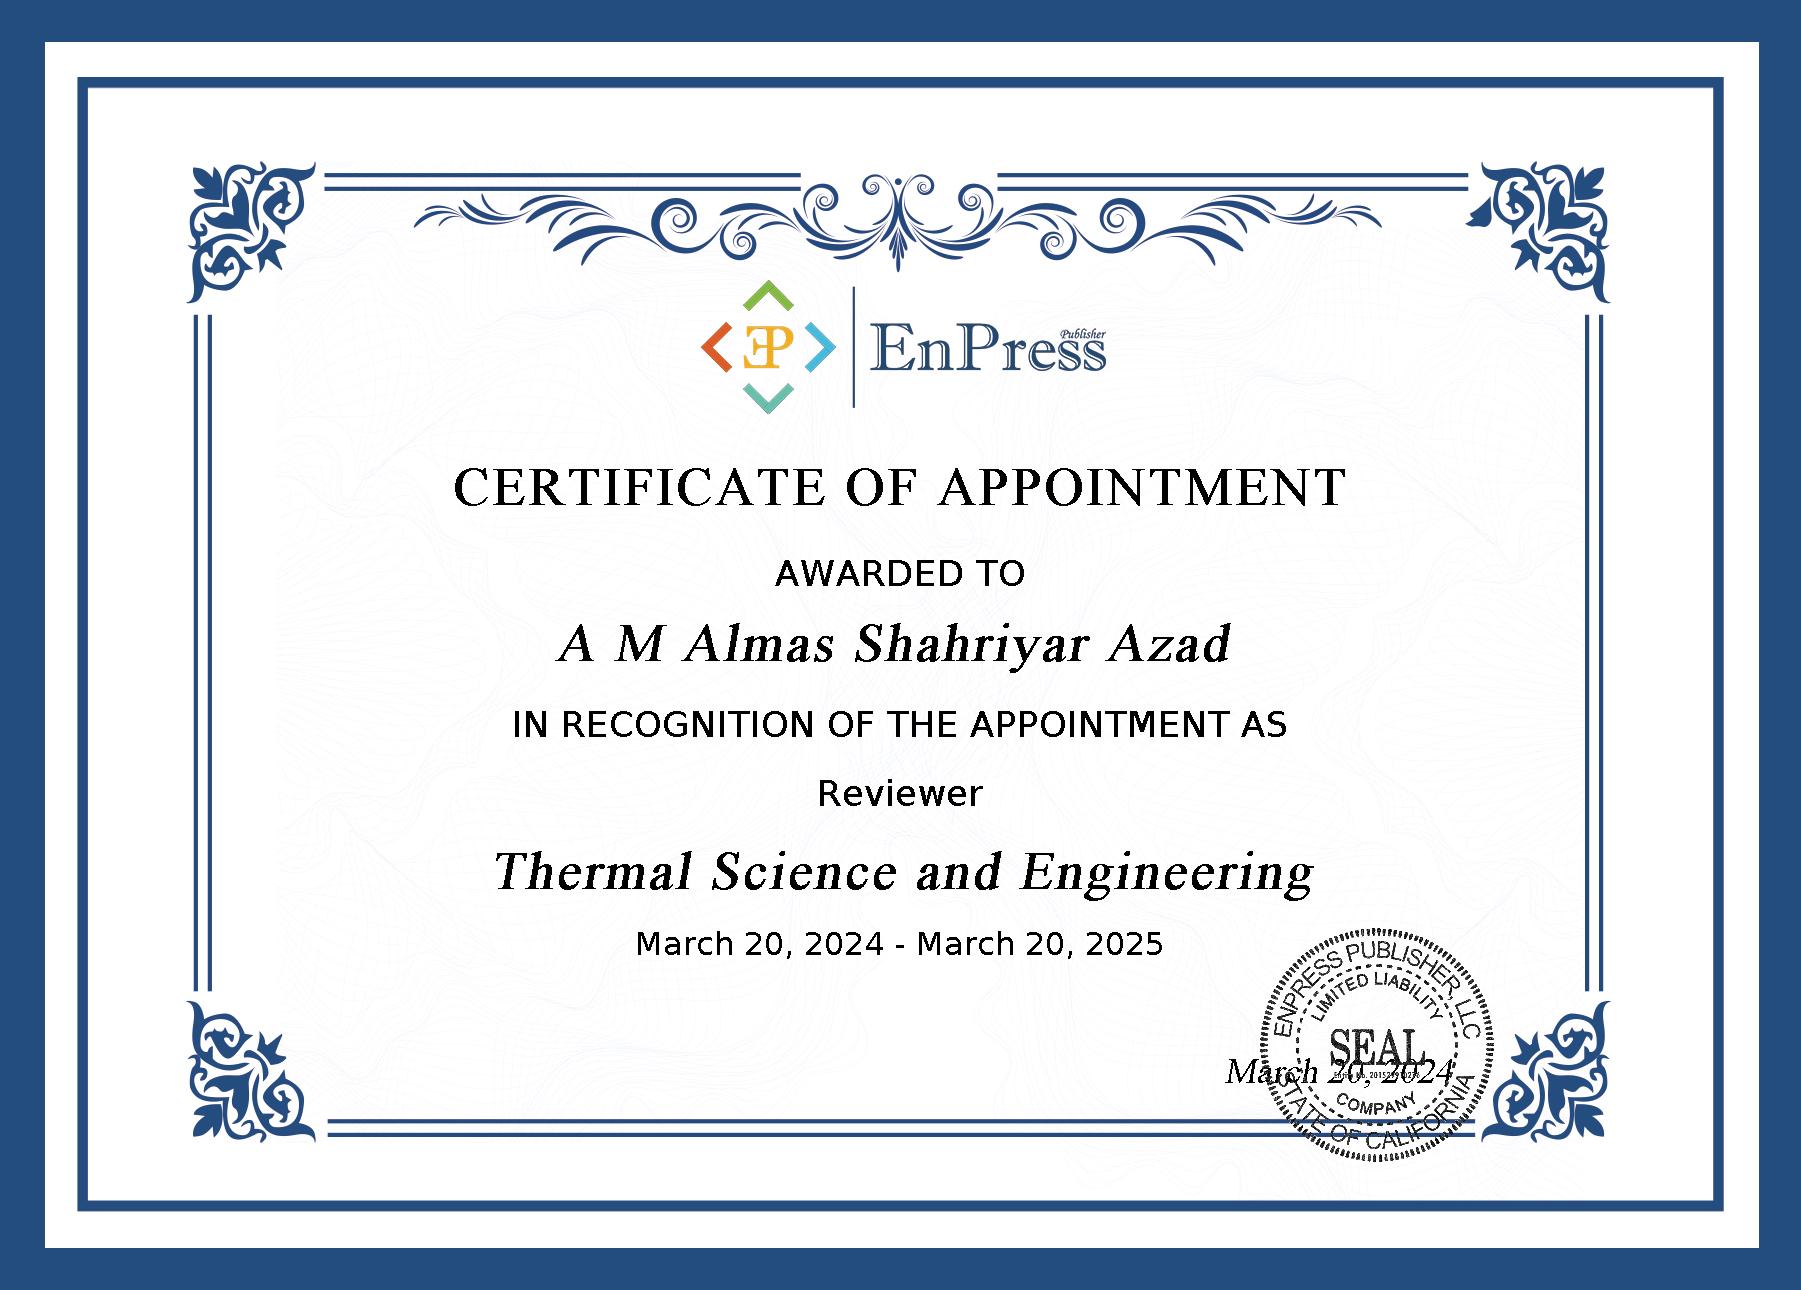 EP
EnPress
Publisher
CERTIFICATE OF APPOINTMENT
AWARDED TO
A M Almas Shahriyar Azad
IN RECOGNITION OF THE APPOINTMENT AS
Reviewer
Thermal Science and Engineering
March 20, 2024 - March 20, 2025
ENPRESS PUBLISHER, LLC
LIMITED LIABILITY
SEAL
March 20, 2024
COMPANY
STATE OF CALIFORNIA